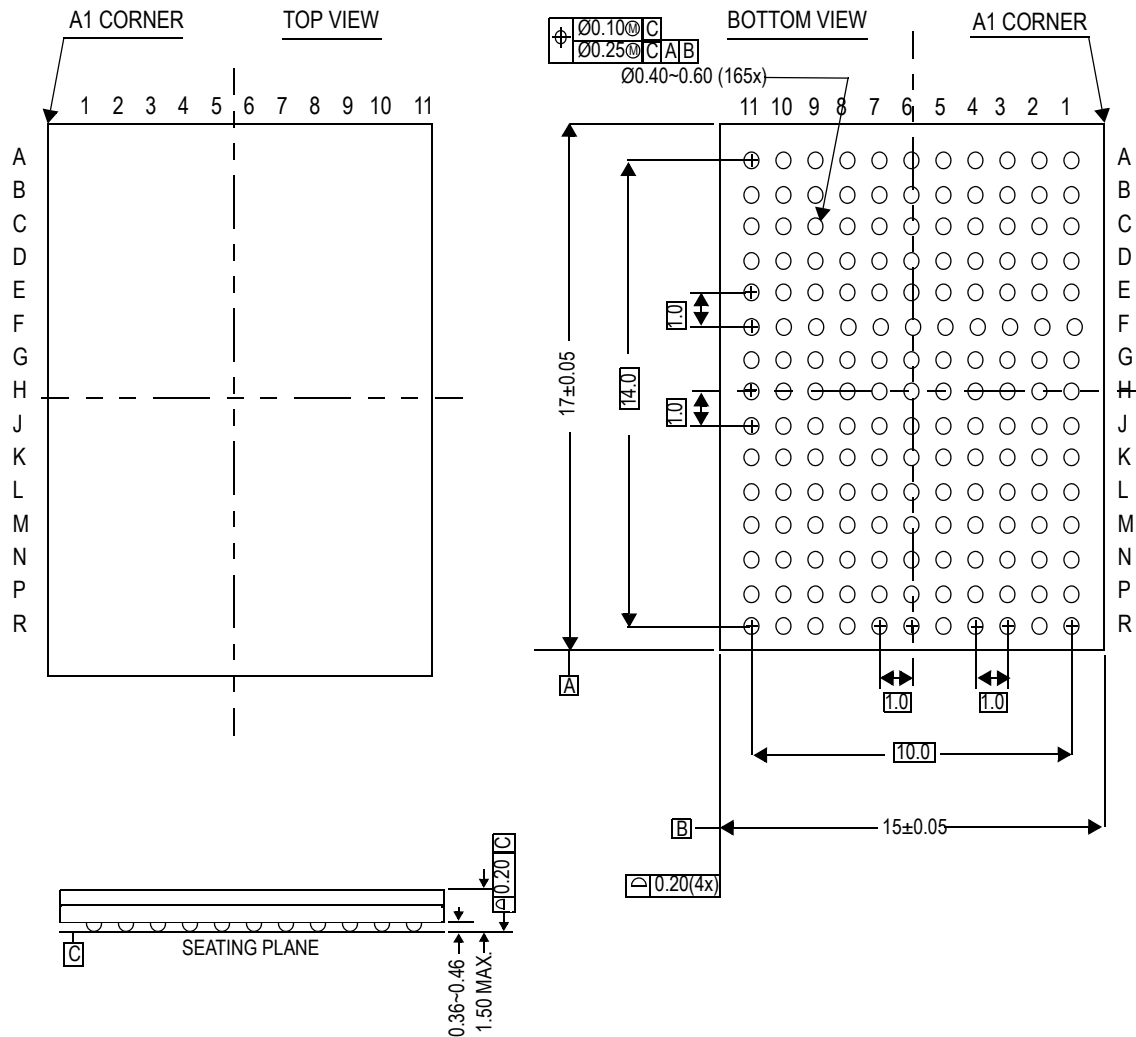 A1 CORNER
TOP VIEW
1 2 3 4 5 6 7 8 9 10 11
A
B
C
D
E
F
G
H
J
K
L
M
N
P
R
Ø0.10Ⓜ C
Ø0.25Ⓜ C A B
Ø0.40~0.60 (165x)
BOTTOM VIEW
A1 CORNER
11 10 9 8 7 6 5 4 3 2 1
A
B
C
D
E
F
G
H
J
K
L
M
N
P
R
17±0.05
14.0
1.0
1.0
A
1.0
1.0
10.0
B
15±0.05
0.20(4x)
0.20 C
C
SEATING PLANE
0.36~0.46
1.50 MAX.